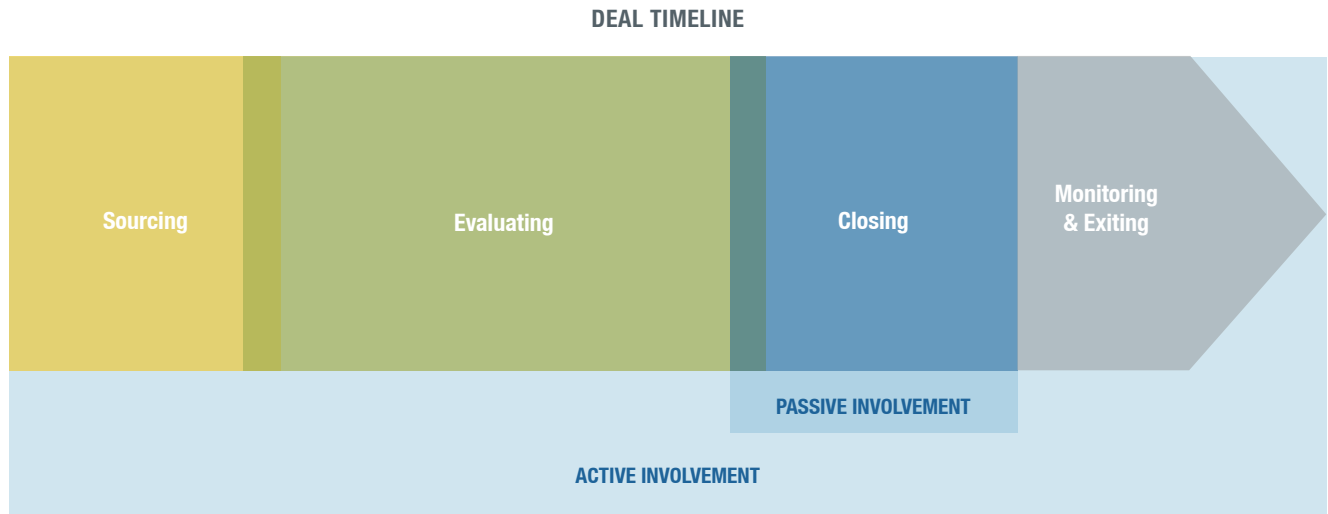 DEAL TIMELINE
Sourcing
Evaluating
Closing
Monitoring
& Exiting
PASSIVE INVOLVEMENT
ACTIVE INVOLVEMENT